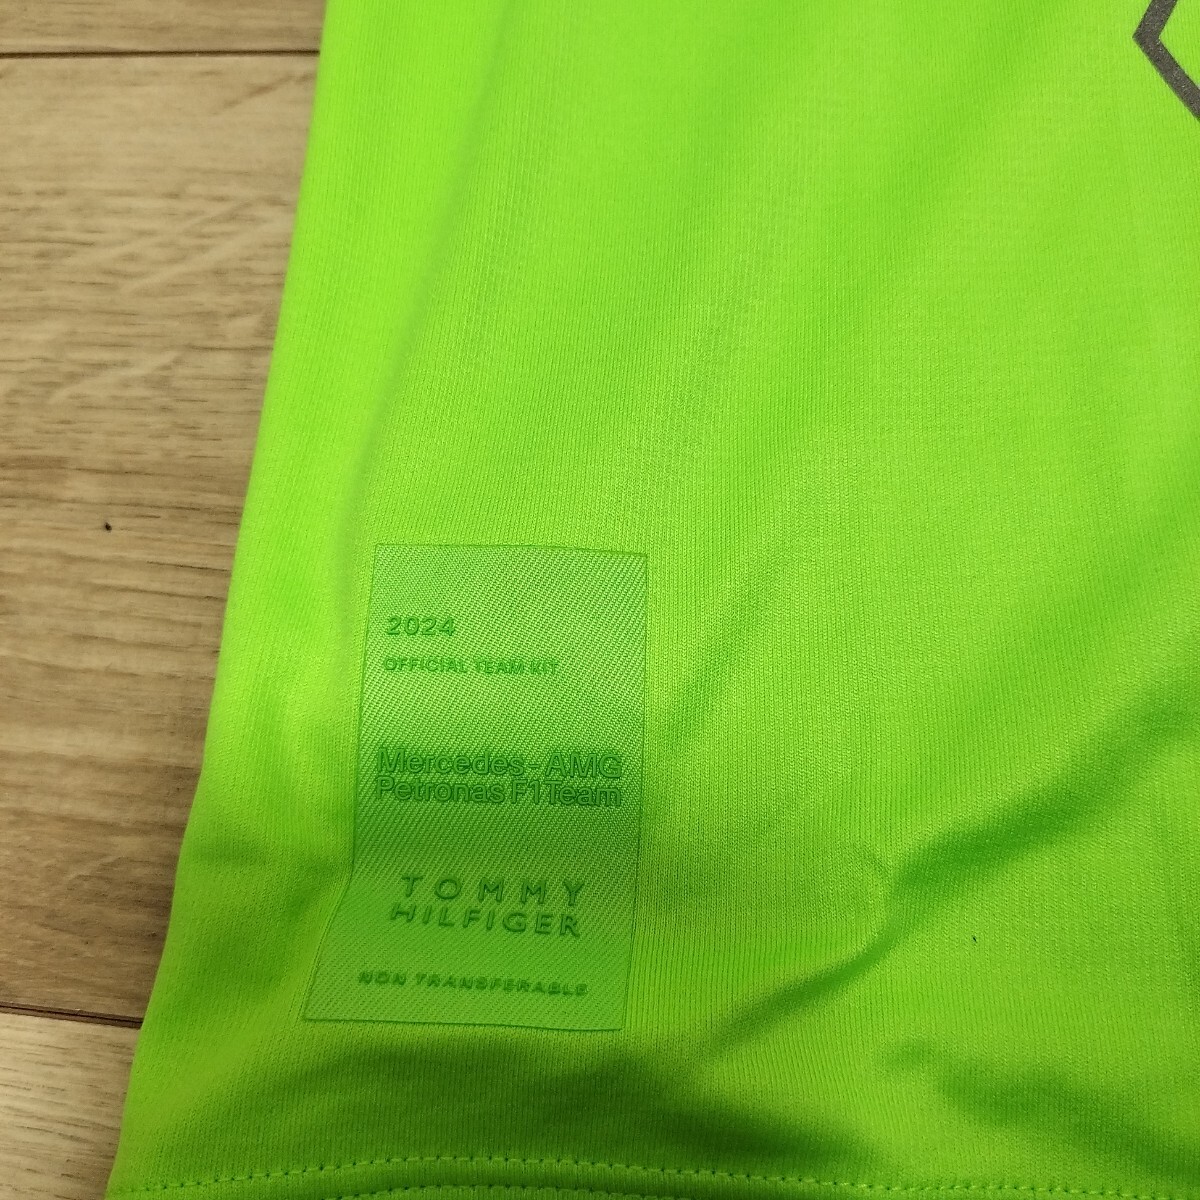 2024
OFFICIAL TEAM KIT
Mercedes-AMG
Petronas F1 Team
TOMMY
HILFIGER
NON TRANSFERABLE